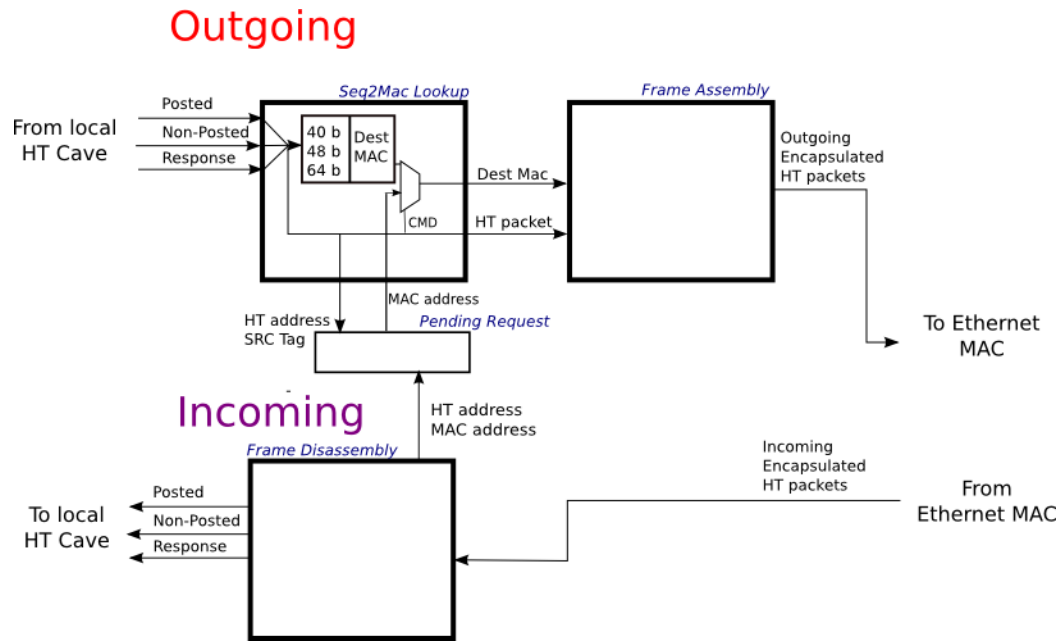 Outgoing
Seq2Mac Lookup
Frame Assembly
From local
HT Cave
Posted
Non-Posted
Response
40 b
48 b
64 b
Dest
MAC
CMD
Dest Mac
HT packet
Outgoing
Encapsulated
HT packets
To Ethernet
MAC
HT address
SRC Tag
MAC address
Pending Request
Incoming
HT address
MAC address
Frame Disassembly
To local
HT Cave
Posted
Non-Posted
Response
Incoming
Encapsulated
HT packets
From
Ethernet MAC